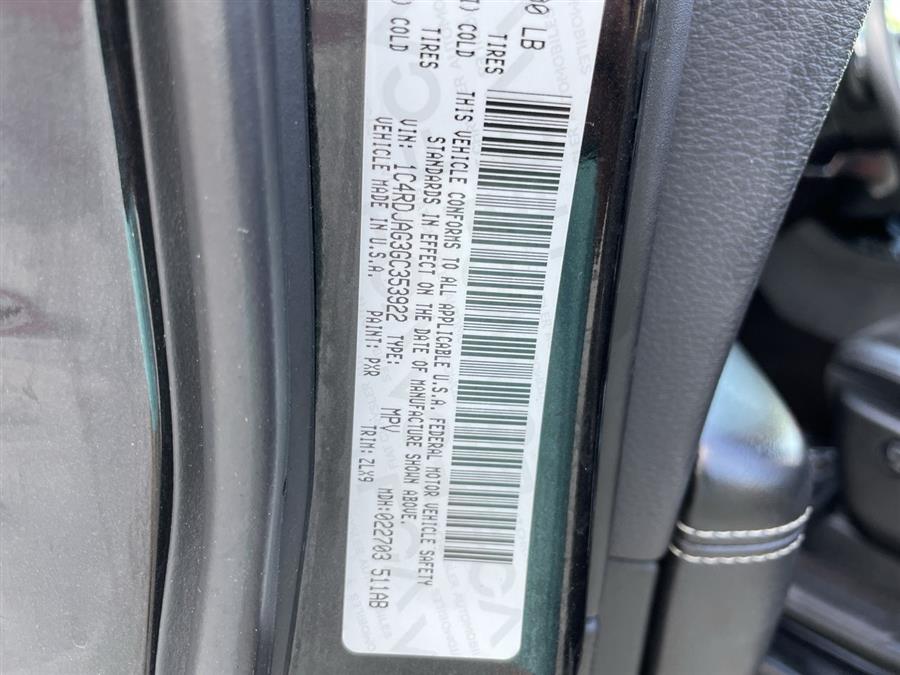 00 LB
TIRES
) COLD
THIS VEHICLE CONFORMS TO ALL APPLICABLE U.S.A. FEDERAL MOTOR VEHICLE SAFETY
TIRES
STANDARDS IN EFFECT ON THE DATE OF MANUFACTURE SHOWN ABOVE.
) COLD
VIN: 1C4RDJAG3GC353922 TYPE: MPV MDH:022703 511AB
VEHICLE MADE IN U.S.A. PAINT: PXR TRIM:ZLX9